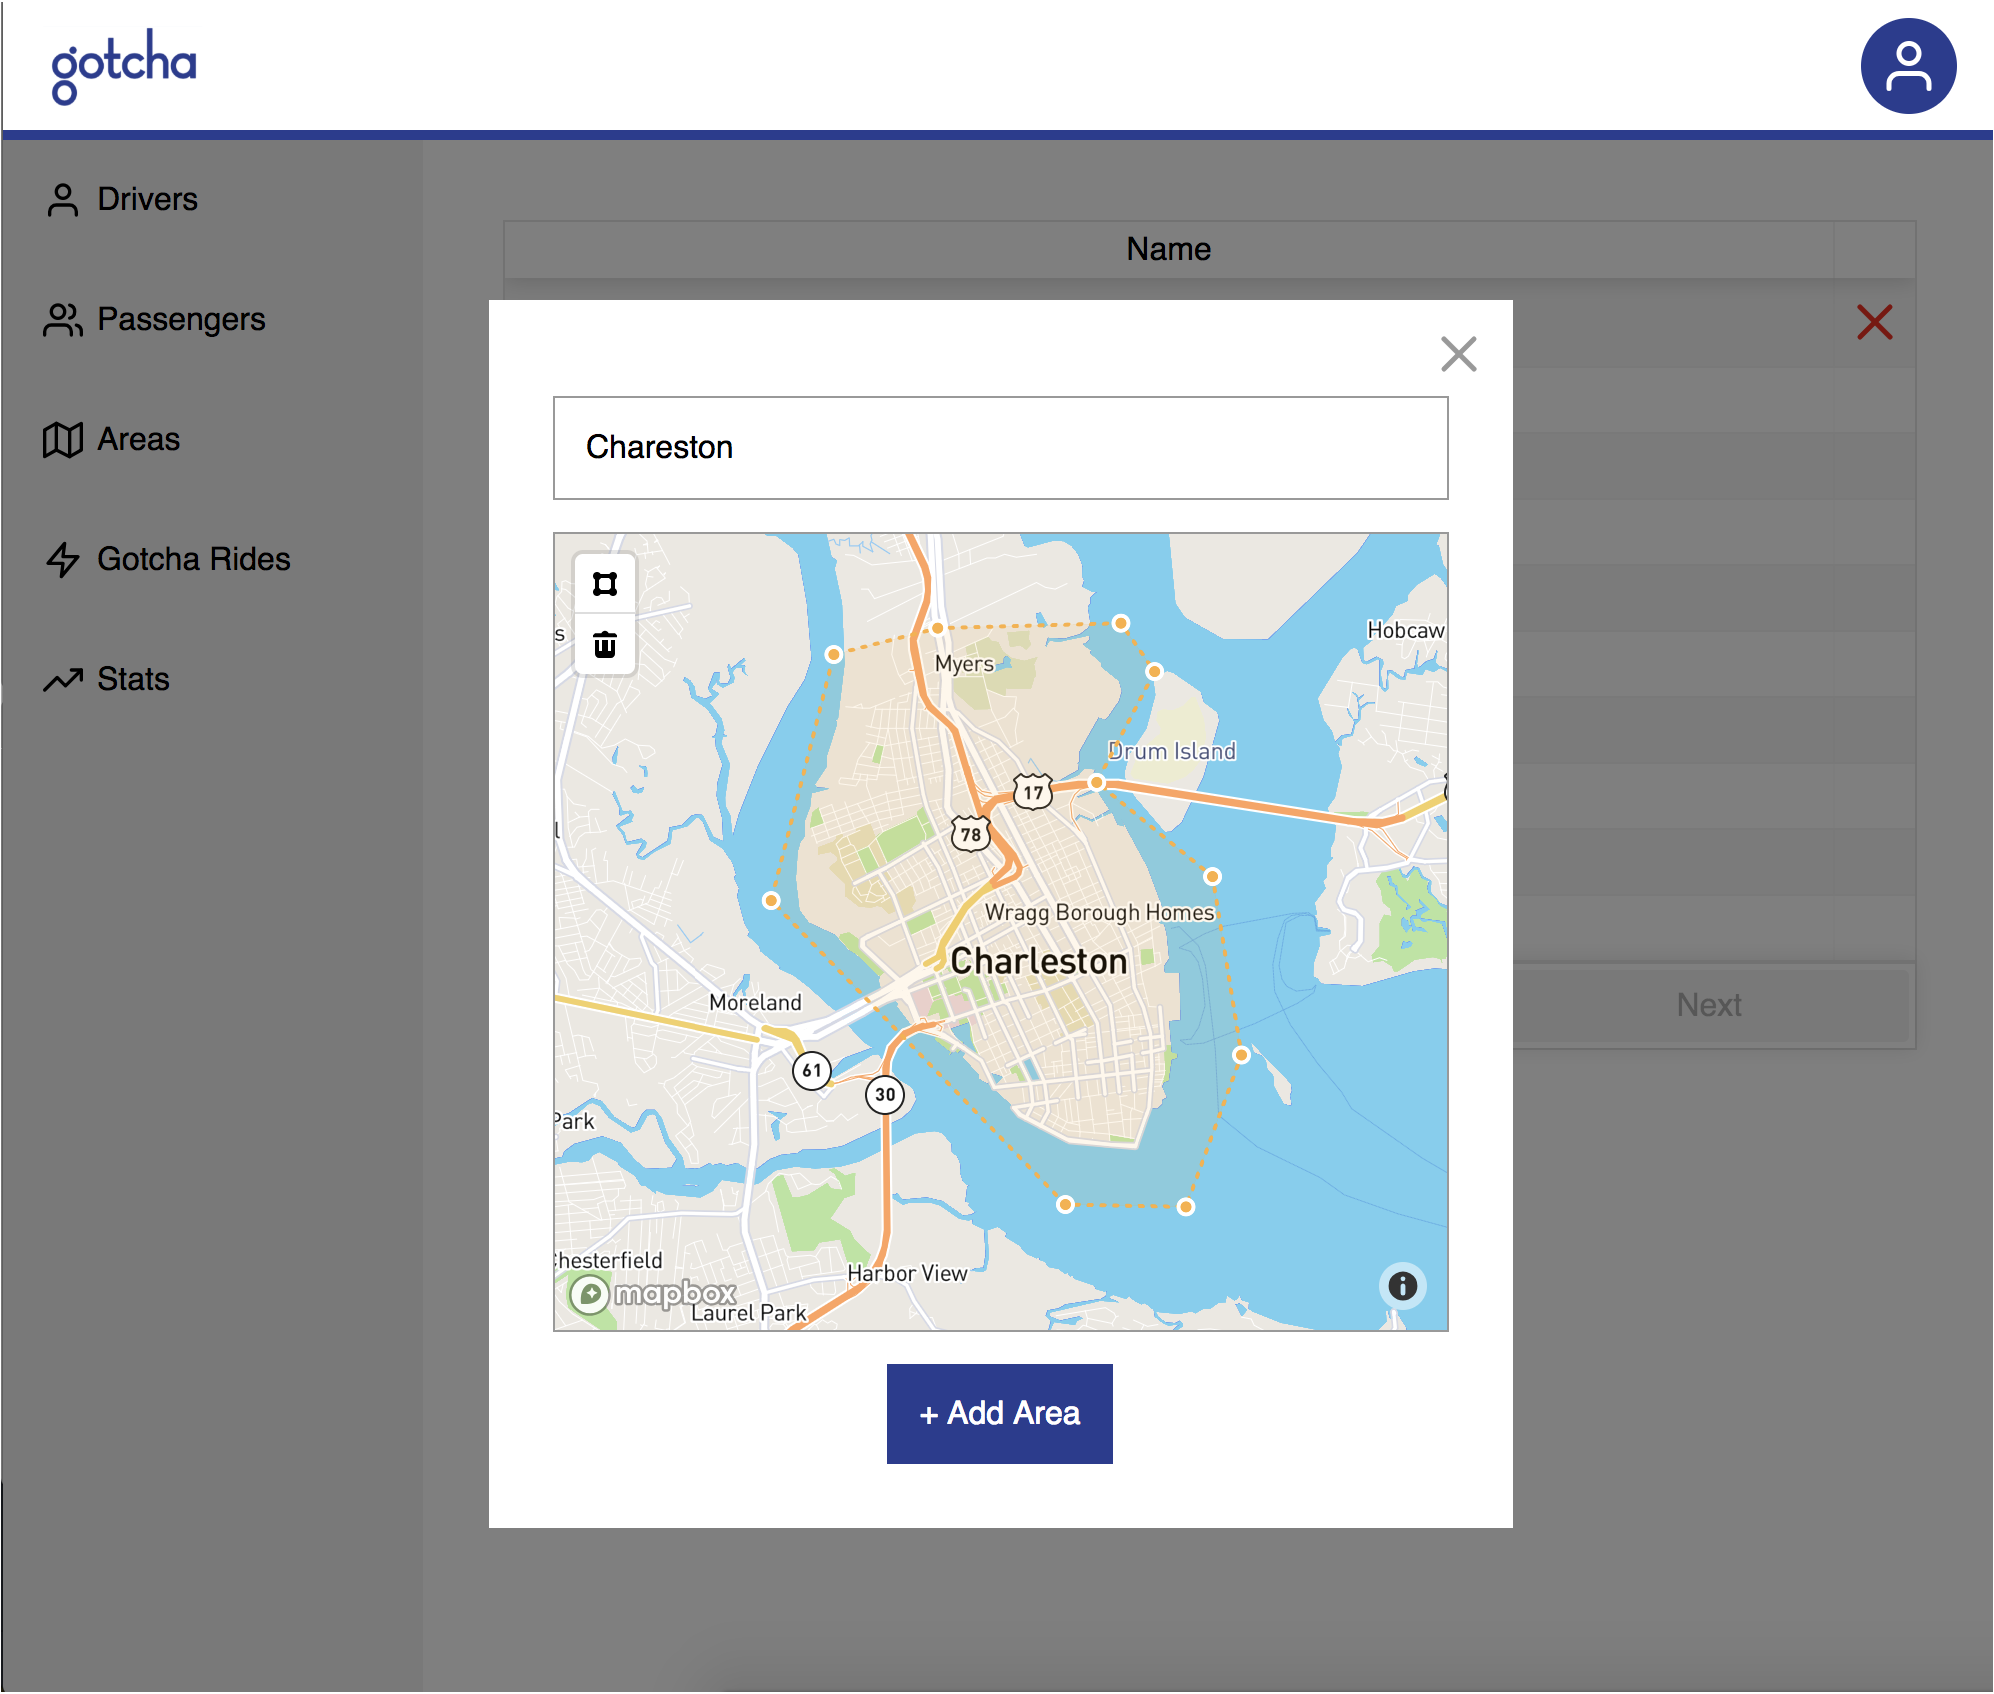 gotcha
Drivers
Name
Passengers
Areas
Chareston
Gotcha Rides
Hobcaw
Myers
Stats
Drum Island
17
78
Wragg Borough Homes
Charleston
Moreland
Next
61
30
Park
Chesterfield
Harbor View
mapbox
Laurel Park
+ Add Area